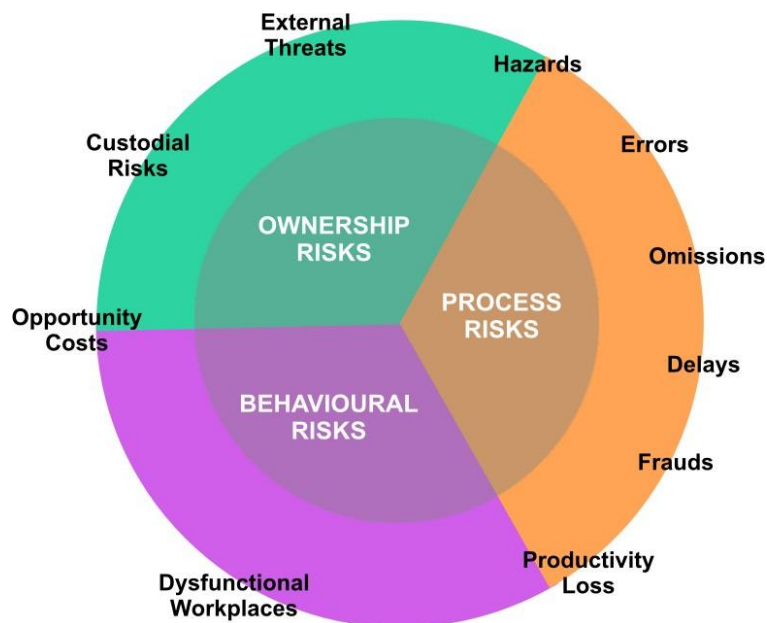 External
Threats
Hazards
Custodial
Risks
Errors
OWNERSHIP
RISKS
Omissions
Opportunity
Costs
PROCESS
RISKS
Delays
BEHAVIOURAL
RISKS
Frauds
Productivity
Loss
Dysfunctional
Workplaces